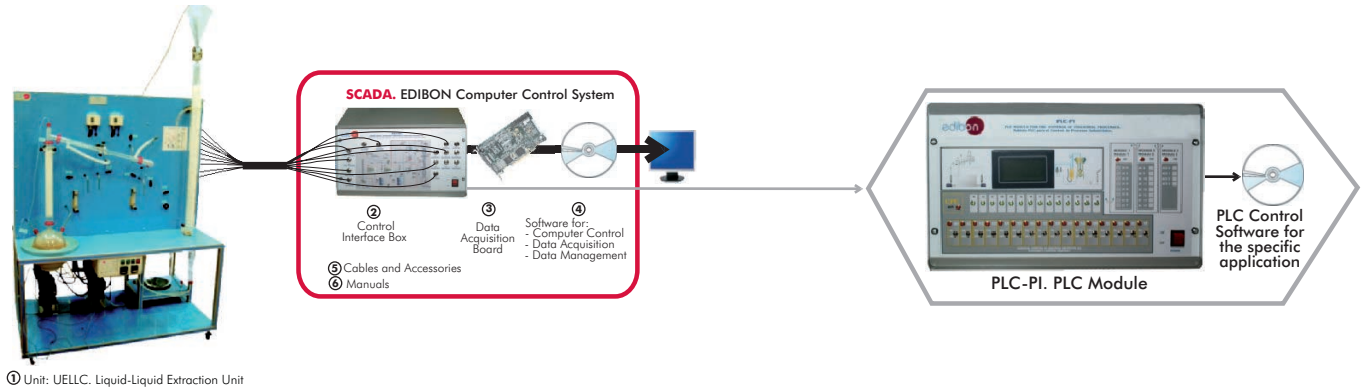 SCADA. EDIBON Computer Control System
② Control
Interface Box
③ Data
Acquisition
Board
④ Software for:
- Computer Control
- Data Acquisition
- Data Management
⑤ Cables and Accessories
⑥ Manuals
edibon
PLC-PI
PLC-PI. PLC Module
PLC Control
Software for
the specific
application
① Unit: UELLC. Liquid-Liquid Extraction Unit